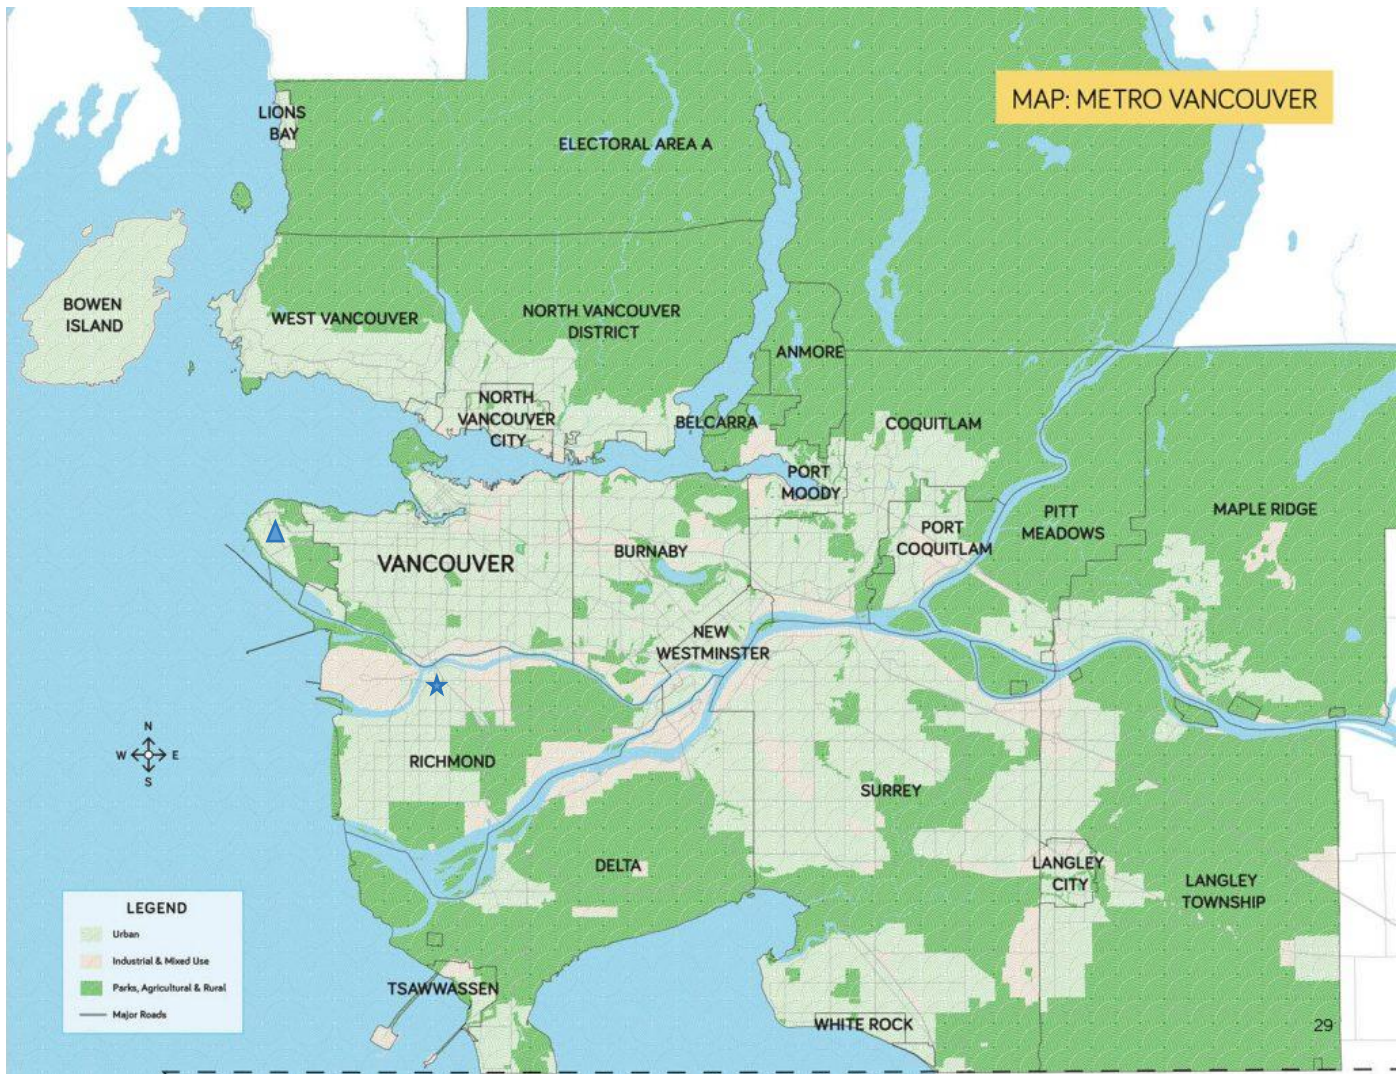 MAP: METRO VANCOUVER
LIONS
BAY
ELECTORAL AREA A
BOWEN
ISLAND
WEST VANCOUVER
NORTH VANCOUVER
DISTRICT
ANMORE
NORTH
VANCOUVER
CITY
BELCARRA
COQUITLAM
PORT
MOODY
PITT
MEADOWS
MAPLE RIDGE
PORT
COQUITLAM
VANCOUVER
BURNABY
NEW
WESTMINSTER
N
W E
S
RICHMOND
SURREY
DELTA
LANGLEY
CITY
LANGLEY
TOWNSHIP
LEGEND
Urban
Industrial & Mixed Use
Parks, Agricultural & Rural
Major Roads
TSAWWASSEN
WHITE ROCK
29